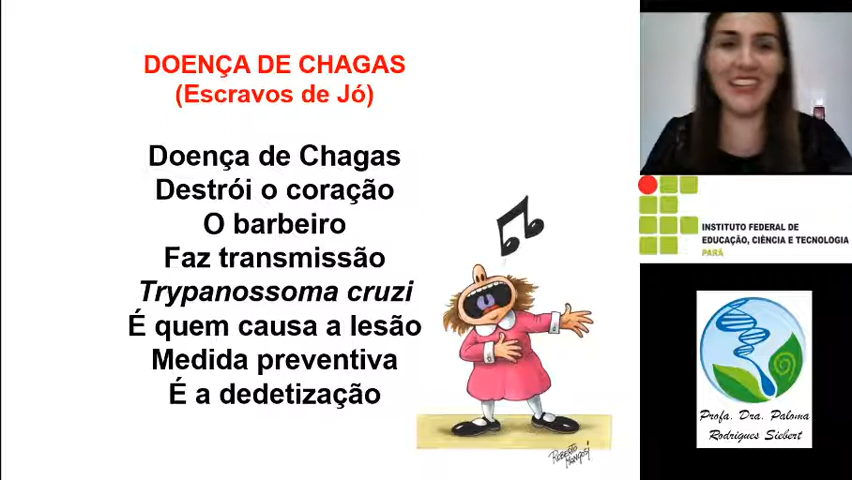 DOENÇA DE CHAGAS
(Escravos de Jó)
Doença de Chagas
Destrói o coração
O barbeiro
Faz transmissão
Trypanossoma cruzi
É quem causa a lesão
Medida preventiva
É a dedetização
INSTITUTO FEDERAL DE
EDUCAÇÃO, CIÊNCIA E TECNOLOGIA
PARÁ
Profa. Dra. Paloma
Rodrigues Siebert